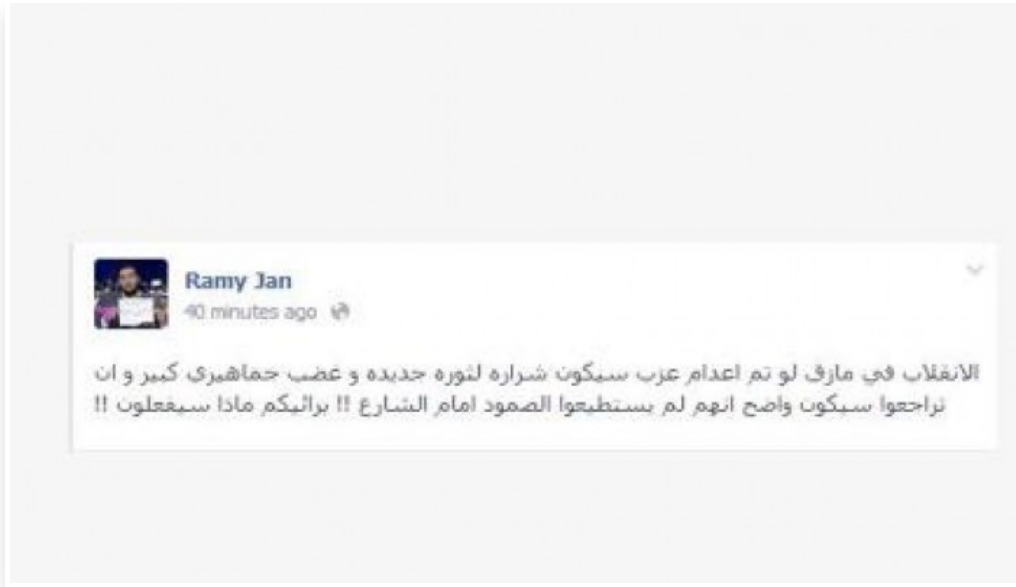 Ramy Jan
40 minutes ago
الانقلاب في مازق لو تم اعدام عزب سيكون شراره لثوره جديده و غضب جماهيري كبير و ان
تراجعوا سيكون واضح انهم لم يستطيعوا الصمود امام الشارع !! برائيكم ماذا سيفعلون !!